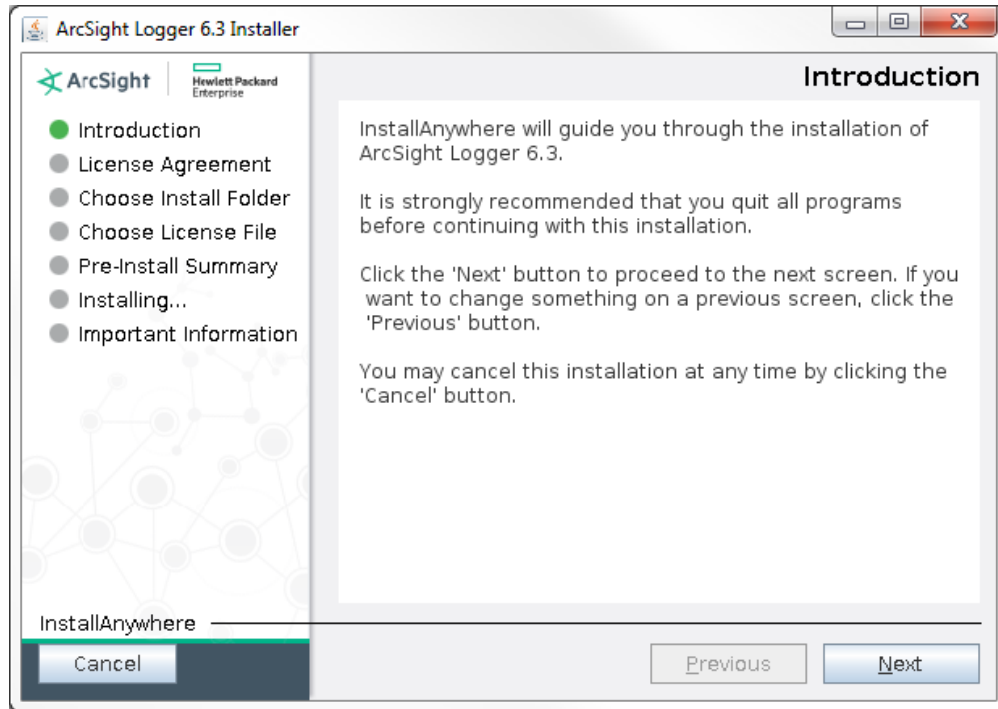 ArcSight Logger 6.3 Installer
ArcSight
Hewlett Packard
Enterprise
Introduction
License Agreement
Choose Install Folder
Choose License File
Pre-Install Summary
Installing...
Important Information
Introduction
InstallAnywhere will guide you through the installation of
ArcSight Logger 6.3.
It is strongly recommended that you quit all programs
before continuing with this installation.
Click the 'Next' button to proceed to the next screen. If you
want to change something on a previous screen, click the
'Previous' button.
You may cancel this installation at any time by clicking the
'Cancel' button.
InstallAnywhere
Cancel
Previous
Next